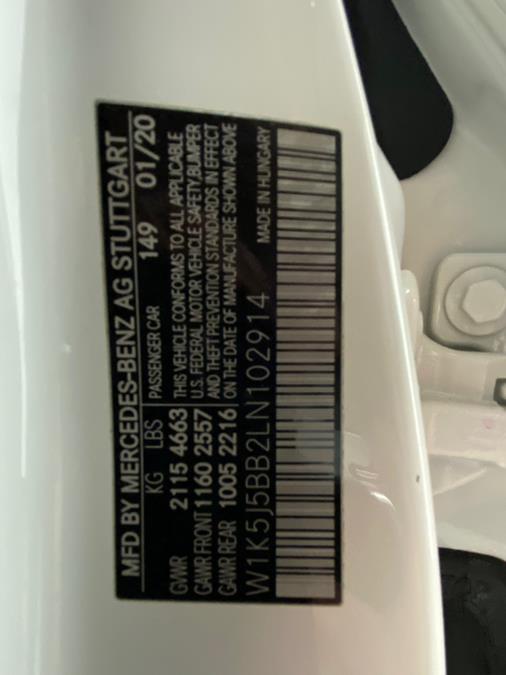 MFD BY MERCEDES-BENZ AG STUTTGART
KG LBS PASSENGER CAR 149 01/20
GVWR 2115 4663 THIS VEHICLE CONFORMS TO ALL APPLICABLE
GAWR FRONT 1160 2557 U.S. FEDERAL MOTOR VEHICLE SAFETY,BUMPER
GAWR REAR 1005 2216 AND THEFT PREVENTION STANDARDS IN EFFECT
ON THE DATE OF MANUFACTURE SHOWN ABOVE
W1K5J5BB2LN102914 MADE IN HUNGARY